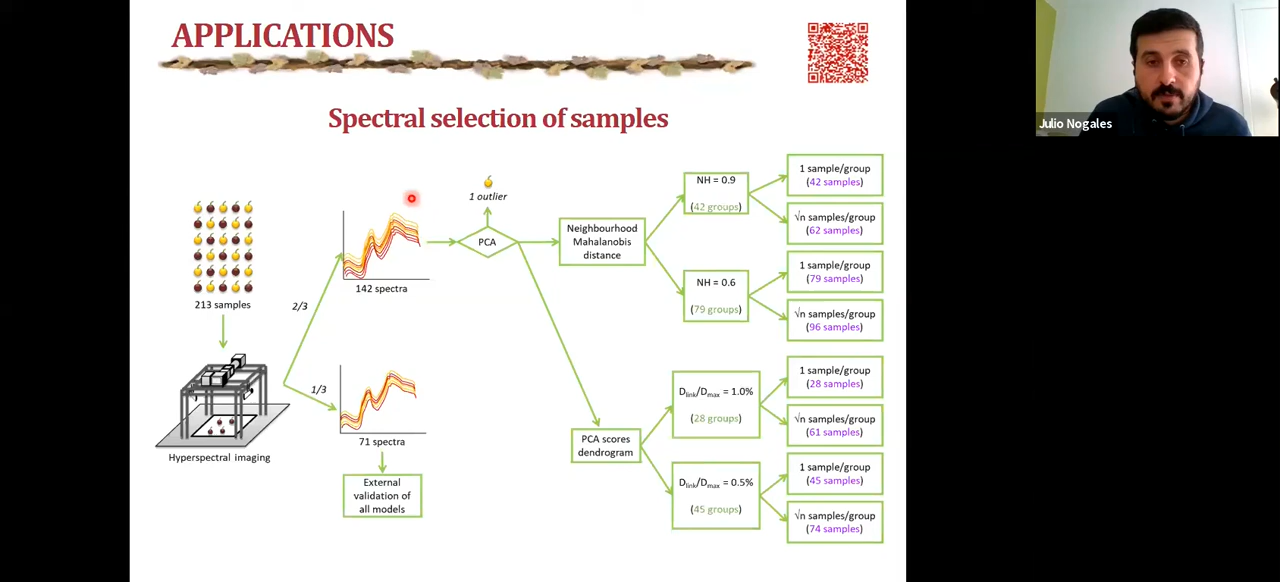 APPLICATIONS
Julio Nogales
Spectral selection of samples
213 samples
Hyperspectral imaging
2/3
1/3
142 spectra
71 spectra
External
validation of
all models
1 outlier
PCA
Neighbourhood
Mahalanobis
distance
PCA scores
dendrogram
NH = 0.9
(42 groups)
NH = 0.6
(79 groups)
Dlink/Dmax = 1.0%
(28 groups)
Dlink/Dmax = 0.5%
(45 groups)
1 sample/group
(42 samples)
√n samples/group
(62 samples)
1 sample/group
(79 samples)
√n samples/group
(96 samples)
1 sample/group
(28 samples)
√n samples/group
(61 samples)
1 sample/group
(45 samples)
√n samples/group
(74 samples)